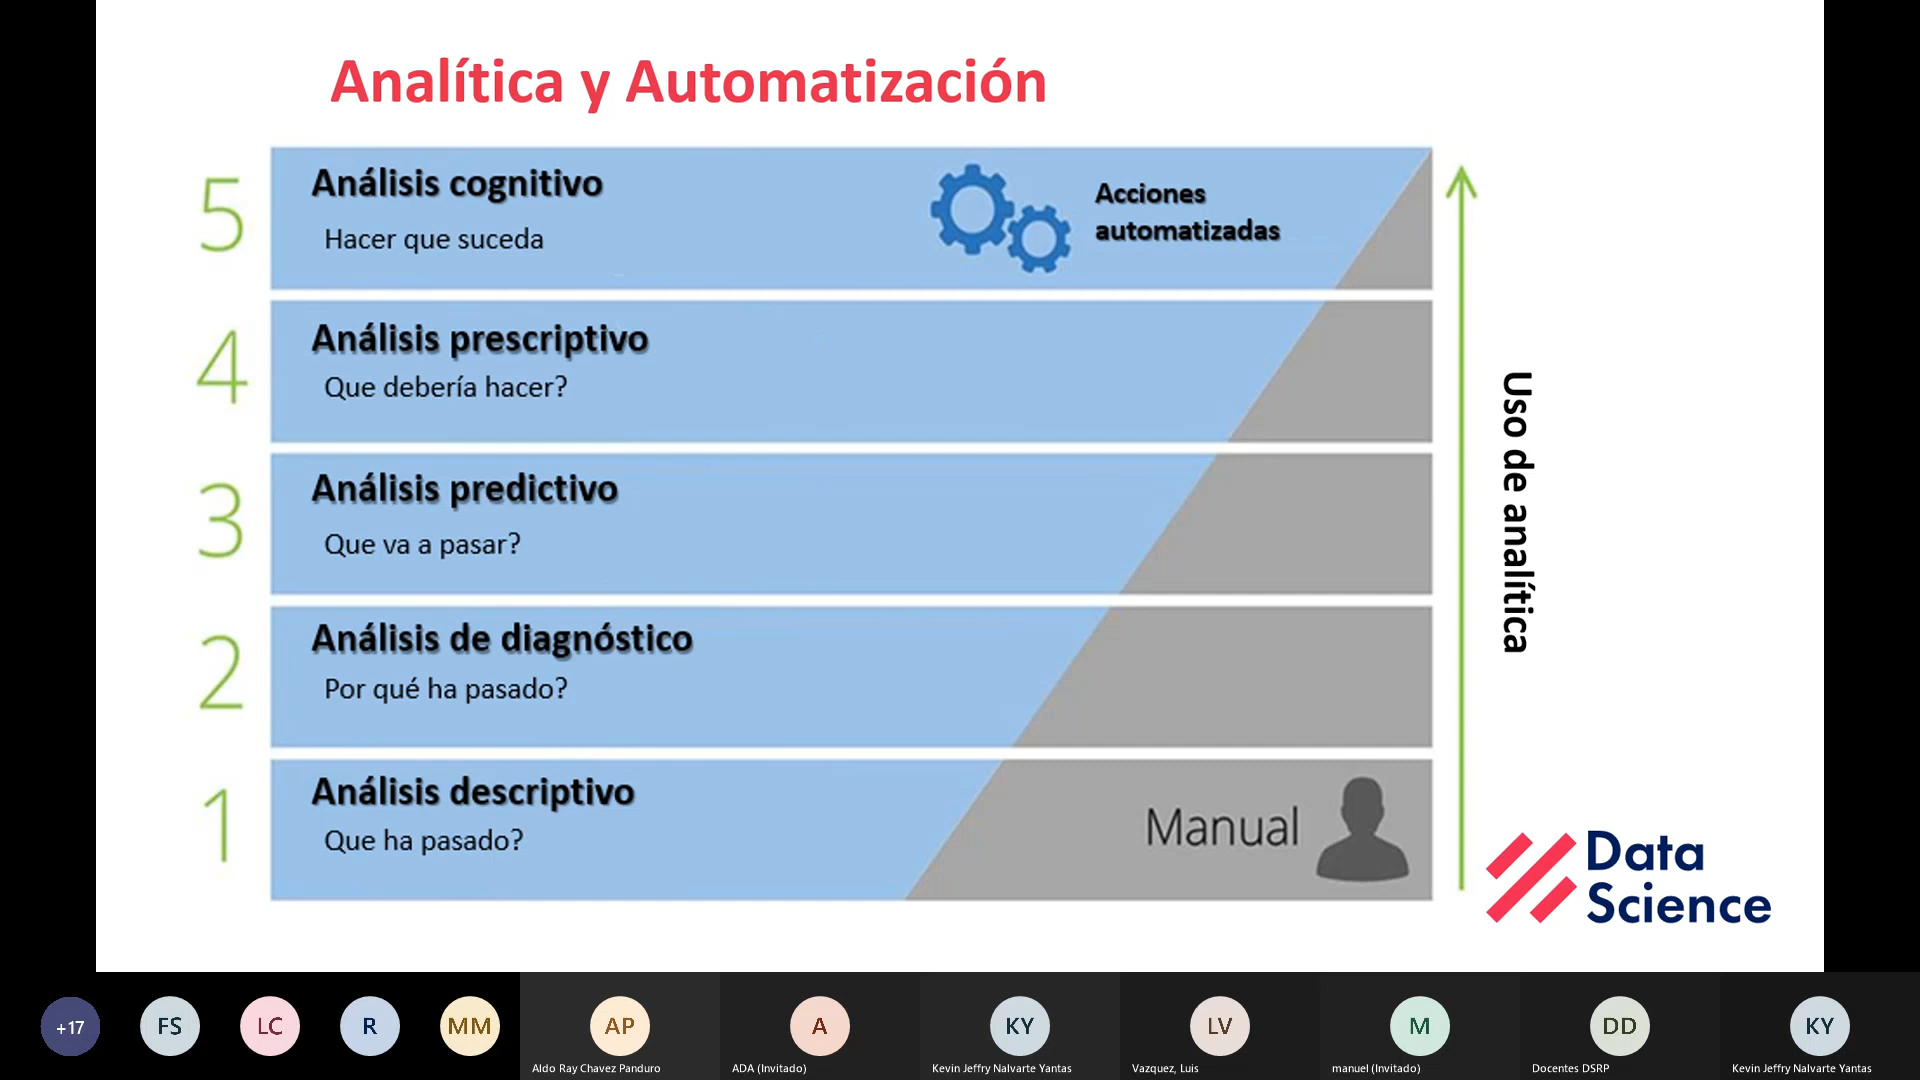 Analítica y Automatización
5
Análisis cognitivo
Hacer que suceda
Acciones
automatizadas
4
Análisis prescriptivo
Que debería hacer?
3
Análisis predictivo
Que va a pasar?
2
Análisis de diagnóstico
Por qué ha pasado?
1
Análisis descriptivo
Que ha pasado?
Manual
Uso de analítica
Data
Science
+17
FS
LC
R
MM
AP
Aldo Ray Chavez Panduro
A
ADA (Invitado)
KY
Kevin Jeffry Nalvarte Yantas
LV
Vazquez, Luis
M
manuel (Invitado)
DD
Docentes DSRP
KY
Kevin Jeffry Nalvarte Yantas